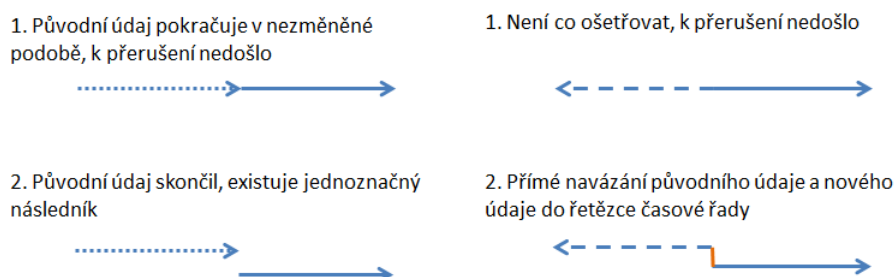 1. Původní údaj pokračuje v nezměněné
podobě, k přerušení nedošlo
1. Není co ošetřovat, k přerušení nedošlo
2. Původní údaj skončil, existuje jednoznačný
následník
2. Přímé navázání původního údaje a nového
údaje do řetězce časové řady